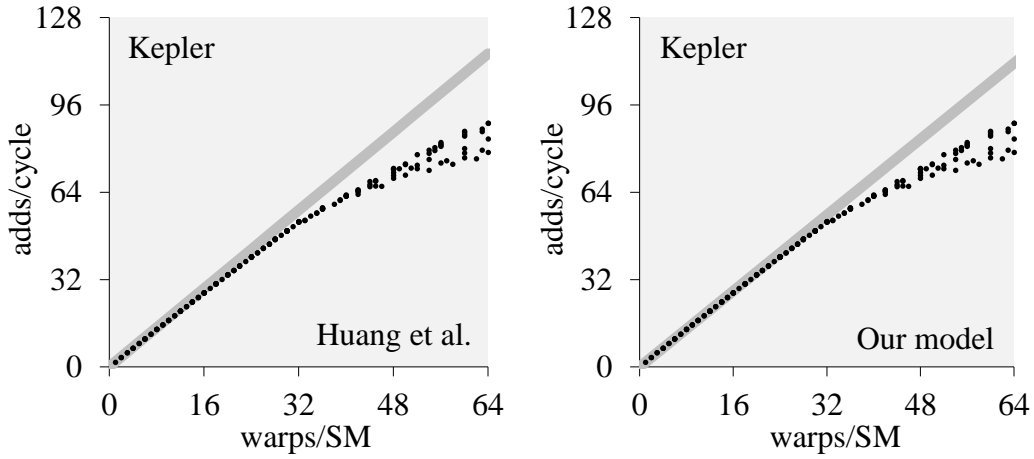 128
Kepler
96
adds/cycle
64
32
Huang et al.
0
0 16 32 48 64
warps/SM
128
Kepler
96
adds/cycle
64
32
Our model
0
0 16 32 48 64
warps/SM